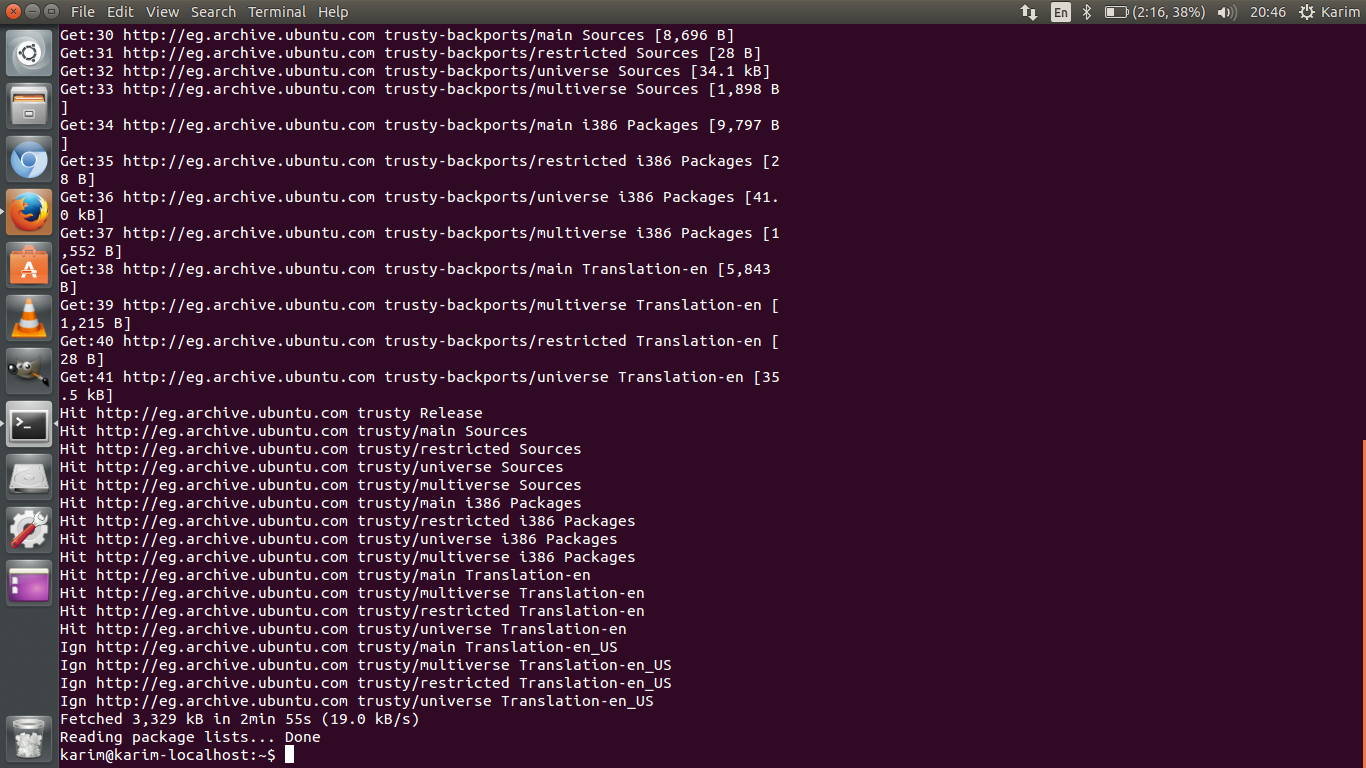 File Edit View Search Terminal Help
En (2:16, 38%) 20:46 Karim
Get:30 http://eg.archive.ubuntu.com trusty-backports/main Sources [8,696 B]
Get:31 http://eg.archive.ubuntu.com trusty-backports/restricted Sources [28 B]
Get:32 http://eg.archive.ubuntu.com trusty-backports/universe Sources [34.1 kB]
Get:33 http://eg.archive.ubuntu.com trusty-backports/multiverse Sources [1,898 B
]
Get:34 http://eg.archive.ubuntu.com trusty-backports/main i386 Packages [9,797 B
]
Get:35 http://eg.archive.ubuntu.com trusty-backports/restricted i386 Packages [2
8 B]
Get:36 http://eg.archive.ubuntu.com trusty-backports/universe i386 Packages [41.
0 kB]
Get:37 http://eg.archive.ubuntu.com trusty-backports/multiverse i386 Packages [1
,552 B]
Get:38 http://eg.archive.ubuntu.com trusty-backports/main Translation-en [5,843
B]
Get:39 http://eg.archive.ubuntu.com trusty-backports/multiverse Translation-en [
1,215 B]
Get:40 http://eg.archive.ubuntu.com trusty-backports/restricted Translation-en [
28 B]
Get:41 http://eg.archive.ubuntu.com trusty-backports/universe Translation-en [35
.5 kB]
Hit http://eg.archive.ubuntu.com trusty Release
Hit http://eg.archive.ubuntu.com trusty/main Sources
Hit http://eg.archive.ubuntu.com trusty/restricted Sources
Hit http://eg.archive.ubuntu.com trusty/universe Sources
Hit http://eg.archive.ubuntu.com trusty/multiverse Sources
Hit http://eg.archive.ubuntu.com trusty/main i386 Packages
Hit http://eg.archive.ubuntu.com trusty/restricted i386 Packages
Hit http://eg.archive.ubuntu.com trusty/universe i386 Packages
Hit http://eg.archive.ubuntu.com trusty/multiverse i386 Packages
Hit http://eg.archive.ubuntu.com trusty/main Translation-en
Hit http://eg.archive.ubuntu.com trusty/multiverse Translation-en
Hit http://eg.archive.ubuntu.com trusty/restricted Translation-en
Hit http://eg.archive.ubuntu.com trusty/universe Translation-en
Ign http://eg.archive.ubuntu.com trusty/main Translation-en_US
Ign http://eg.archive.ubuntu.com trusty/multiverse Translation-en_US
Ign http://eg.archive.ubuntu.com trusty/restricted Translation-en_US
Ign http://eg.archive.ubuntu.com trusty/universe Translation-en_US
Fetched 3,329 kB in 2min 55s (19.0 kB/s)
Reading package lists... Done
karim@karim-localhost:~$